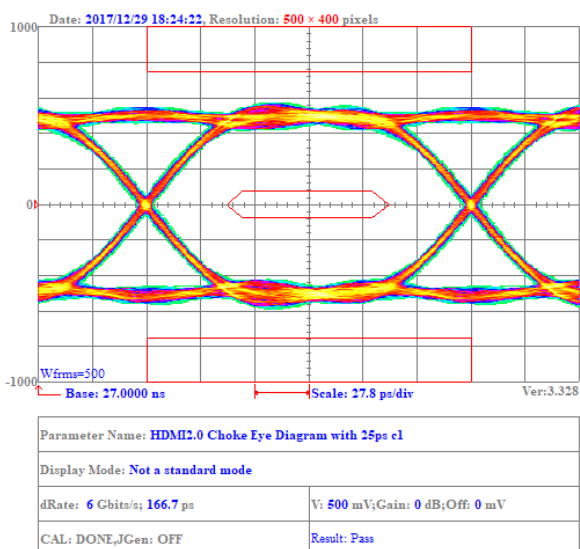 Date: 2017/12/29 18:24:22, Resolution: 500 × 400 pixels
1000
0
-1000
Wfrms=500
Base: 27.0000 ns
Scale: 27.8 ps/div
Ver:3.328
Parameter Name: HDMI2.0 Choke Eye Diagram with 25ps c1
Display Mode: Not a standard mode
dRate: 6 Gbits/s; 166.7 ps
V: 500 mV;Gain: 0 dB;Off: 0 mV
CAL: DONE,JGen: OFF
Result: Pass